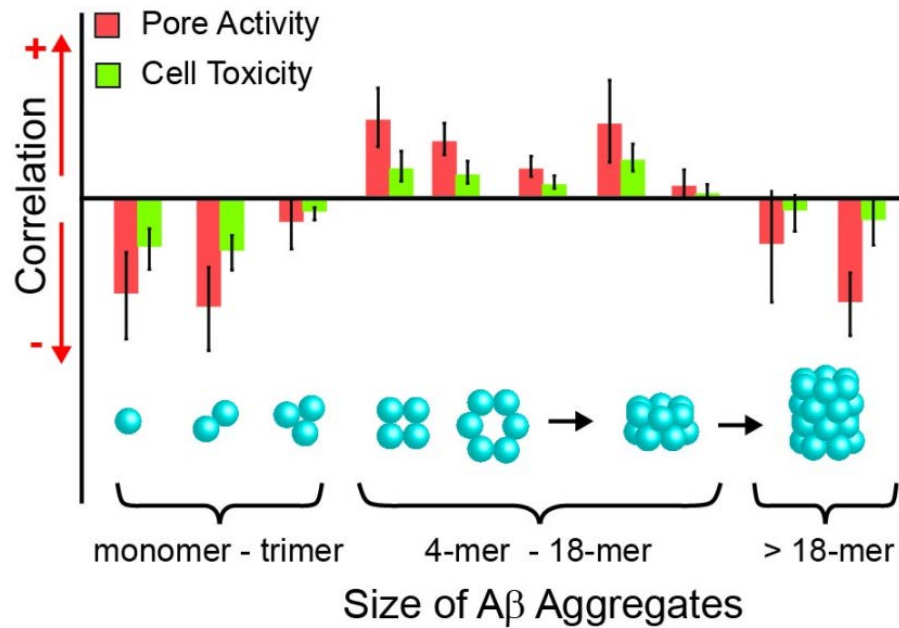 Pore Activity
Cell Toxicity
+
Correlation
-
monomer - trimer
4-mer - 18-mer
> 18-mer
Size of Aβ Aggregates